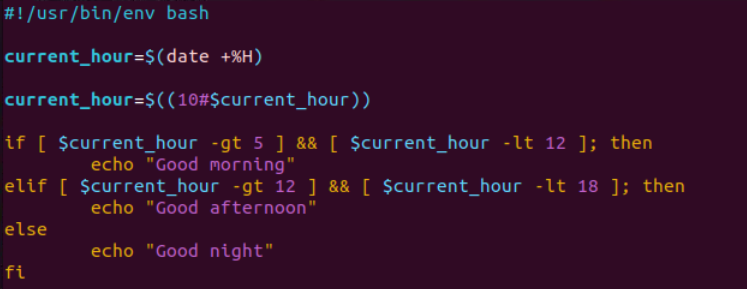 #!/usr/bin/env bash
current_hour=$(date +%H)
current_hour=$((10#$current_hour))
if [ $current_hour -gt 5 ] && [ $current_hour -lt 12 ]; then
        echo "Good morning"
elif [ $current_hour -gt 12 ] && [ $current_hour -lt 18 ]; then
        echo "Good afternoon"
else
        echo "Good night"
fi